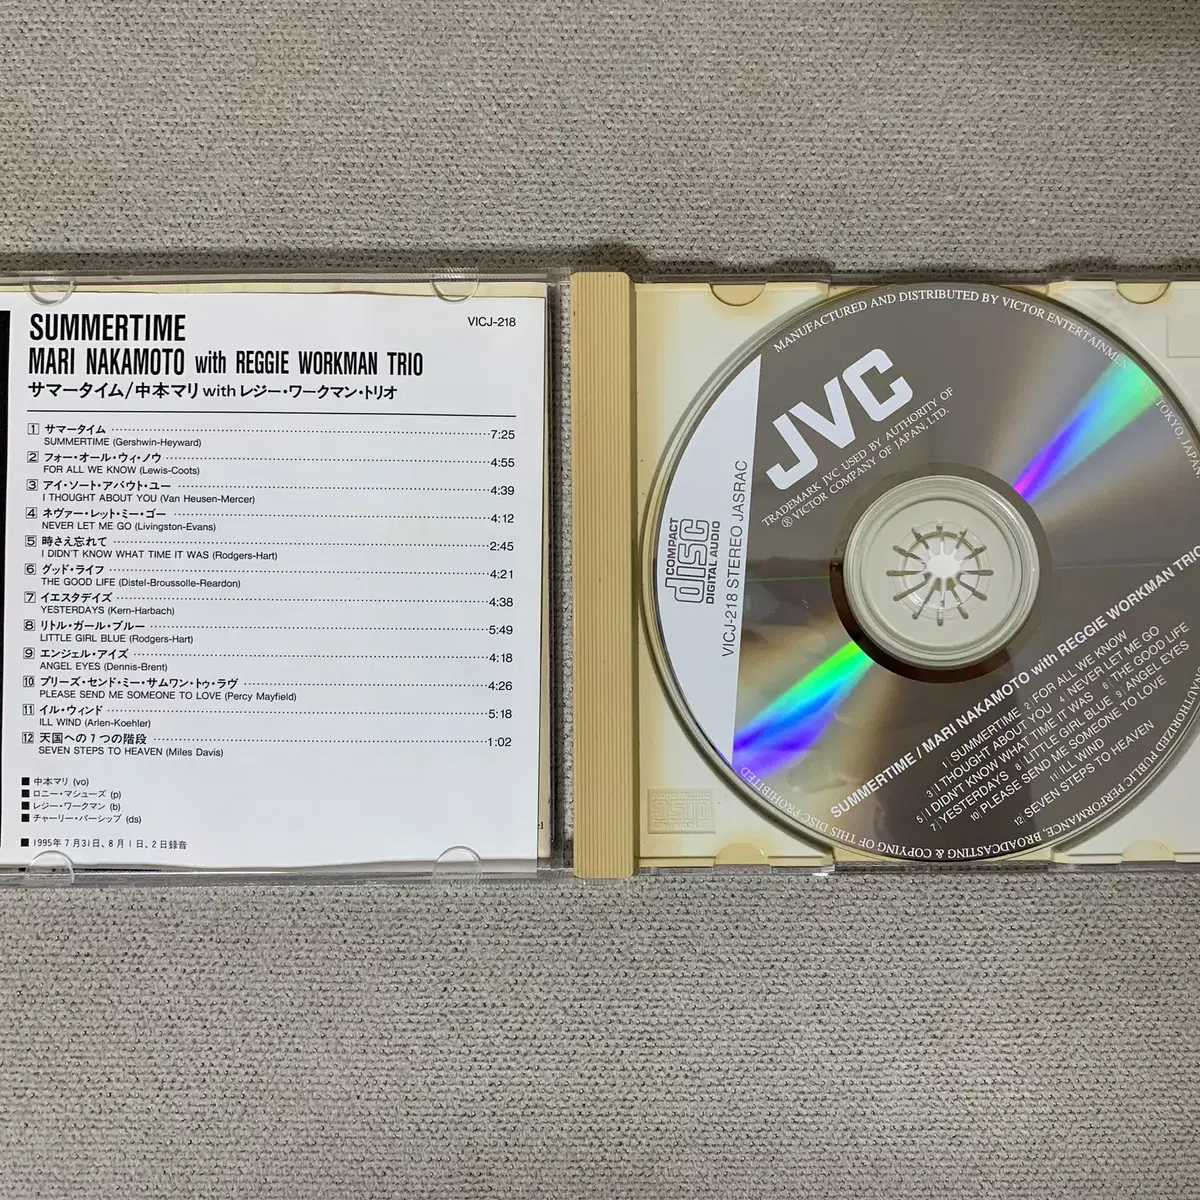 SUMMERTIME
VICJ-218
MARI NAKAMOTO with REGGIE WORKMAN TRIO
サマータイム/中本マリ with レジー・ワークマン・トリオ
1 サマータイム 7:25
SUMMERTIME (Gershwin-Heyward)
2 フォー・オール・ウィ・ノウ 4:55
FOR ALL WE KNOW (Lewis-Coots)
3 アイ・ソート・アバウト・ユー 4:39
I THOUGHT ABOUT YOU (Van Heusen-Mercer)
4 ネヴァー・レット・ミー・ゴー 4:12
NEVER LET ME GO (Livingston-Evans)
5 時さえ忘れて 2:45
I DIDN'T KNOW WHAT TIME IT WAS (Rodgers-Hart)
6 グッド・ライフ 4:21
THE GOOD LIFE (Distel-Broussolle-Reardon)
7 イエスタデイズ 4:38
YESTERDAYS (Kern-Harbach)
8 リトル・ガール・ブルー 5:49
LITTLE GIRL BLUE (Rodgers-Hart)
9 エンジェル・アイズ 4:18
ANGEL EYES (Dennis-Brent)
10 プリーズ・センド・ミー・サムワン・トゥ・ラヴ 4:26
PLEASE SEND ME SOMEONE TO LOVE (Percy Mayfield)
11 イル・ウィンド 5:18
ILL WIND (Arlen-Koehler)
12 天国への7つの階段 1:02
SEVEN STEPS TO HEAVEN (Miles Davis)
■ 中本マリ (vo)
■ ロニー・マシューズ (p)
■ レジー・ワークマン (b)
■ チャーリー・パーシップ (ds)
■ 1995年7月31日、8月1日、2日録音
MANUFACTURED AND DISTRIBUTED BY VICTOR ENTERTAINMENT
TOKYO, JAPAN
JVC
TRADEMARK JVC USED BY AUTHORITY OF
Ⓡ VICTOR COMPANY OF JAPAN, LTD.
COMPACT
disc
DIGITAL AUDIO
VICJ-218 STEREO JASRAC
SUMMERTIME / MARI NAKAMOTO with REGGIE WORKMAN TRIO
1) SUMMERTIME 2) FOR ALL WE KNOW
3) I THOUGHT ABOUT YOU 4) NEVER LET ME GO
5) I DIDN'T KNOW WHAT TIME IT WAS 6) THE GOOD LIFE
7) YESTERDAYS 8) LITTLE GIRL BLUE 9) ANGEL EYES
10) PLEASE SEND ME SOMEONE TO LOVE
11) ILL WIND
12) SEVEN STEPS TO HEAVEN
PUBLIC PERFORMANCE, BROADCASTING & COPYING OF THIS DISC PROHIBITED
disc